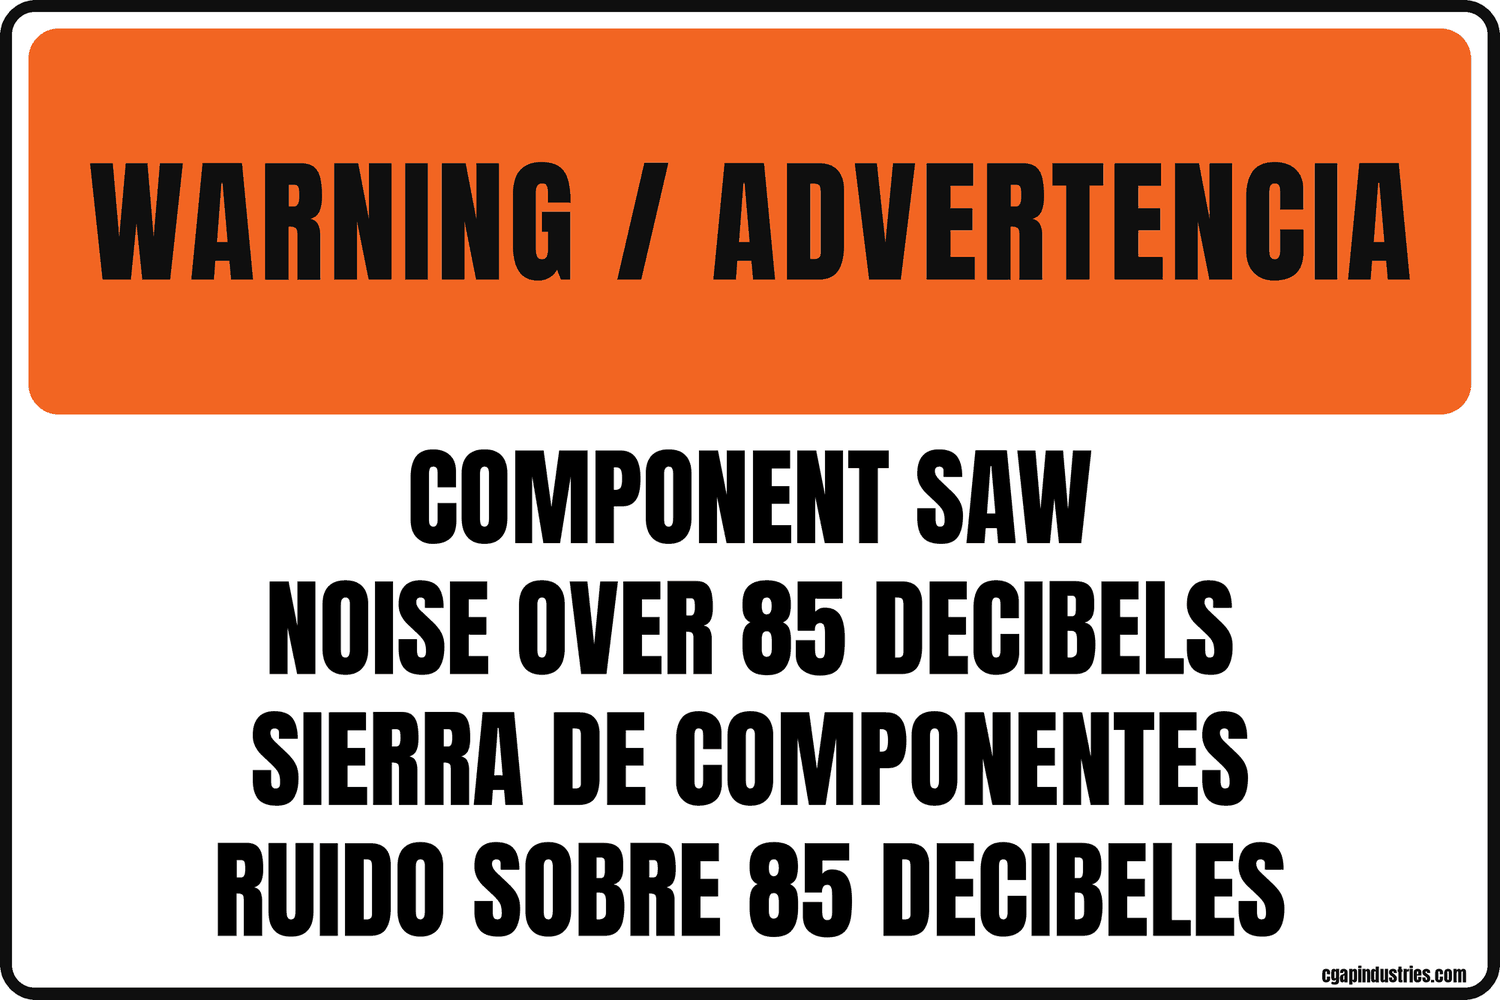 WARNING / ADVERTENCIA
COMPONENT SAW
NOISE OVER 85 DECIBELS
SIERRA DE COMPONENTES
RUIDO SOBRE 85 DECIBELES
cgapindustries.com